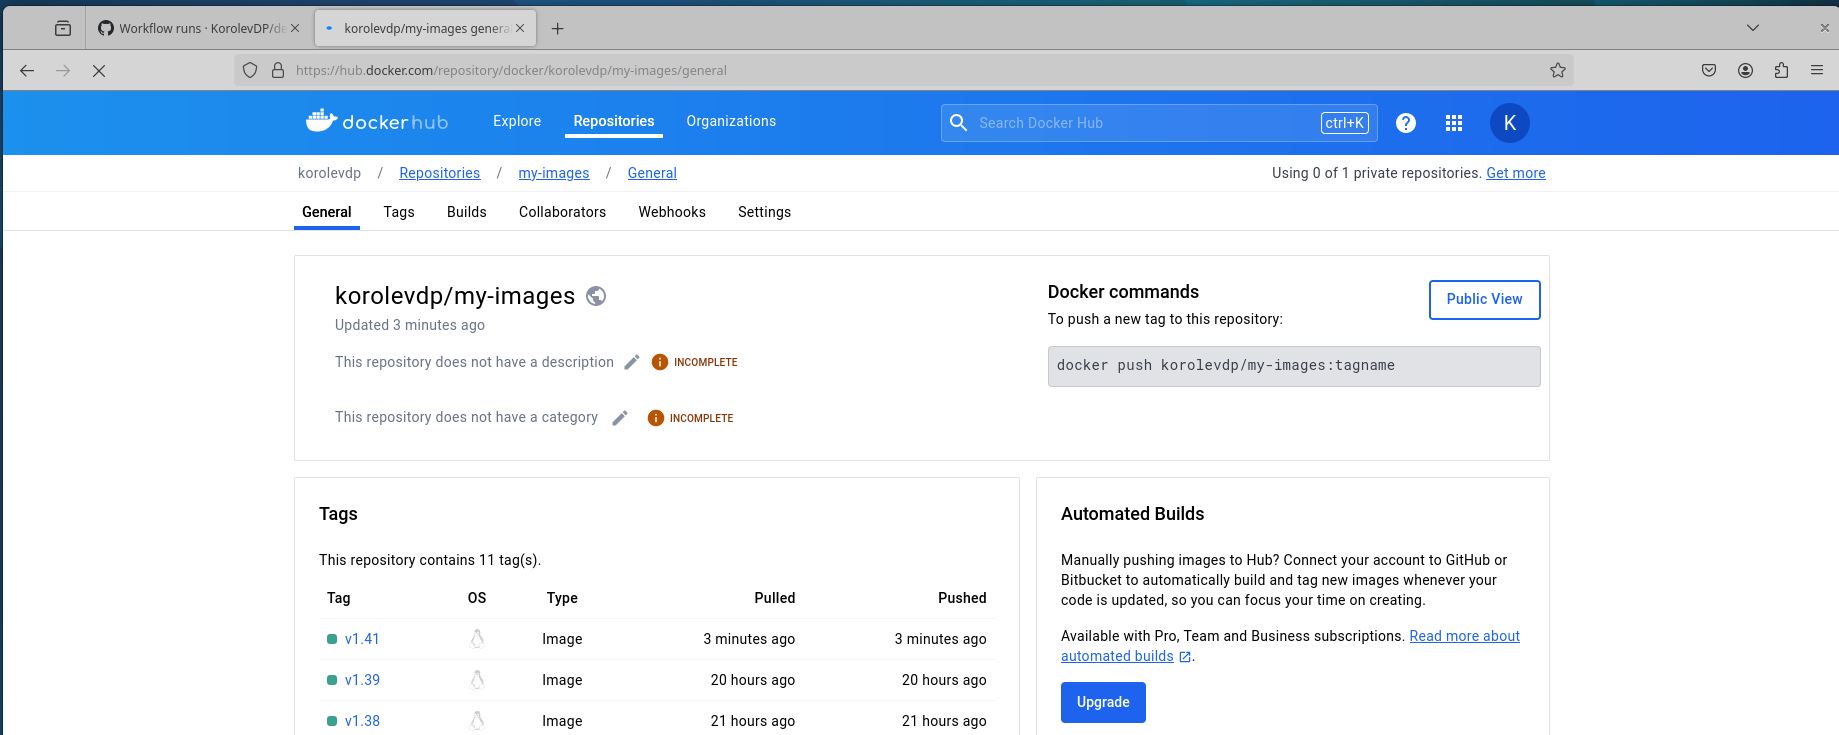 Workflow runs · KorolevDP/de
korolevdp/my-images genera
https://hub.docker.com/repository/docker/korolevdp/my-images/general
dockerhub
Explore
Repositories
Organizations
Search Docker Hub
ctrl+K
?
K
korolevdp / Repositories / my-images / General
Using 0 of 1 private repositories. Get more
General
Tags
Builds
Collaborators
Webhooks
Settings
korolevdp/my-images
Updated 3 minutes ago
This repository does not have a description
INCOMPLETE
This repository does not have a category
INCOMPLETE
Docker commands
Public View
To push a new tag to this repository:
docker push korolevdp/my-images:tagname
Tags
This repository contains 11 tag(s).
Tag OS Type Pulled Pushed
v1.41 Image 3 minutes ago 3 minutes ago
v1.39 Image 20 hours ago 20 hours ago
v1.38 Image 21 hours ago 21 hours ago
Automated Builds
Manually pushing images to Hub? Connect your account to GitHub or
Bitbucket to automatically build and tag new images whenever your
code is updated, so you can focus your time on creating.
Available with Pro, Team and Business subscriptions. Read more about
automated builds .
Upgrade